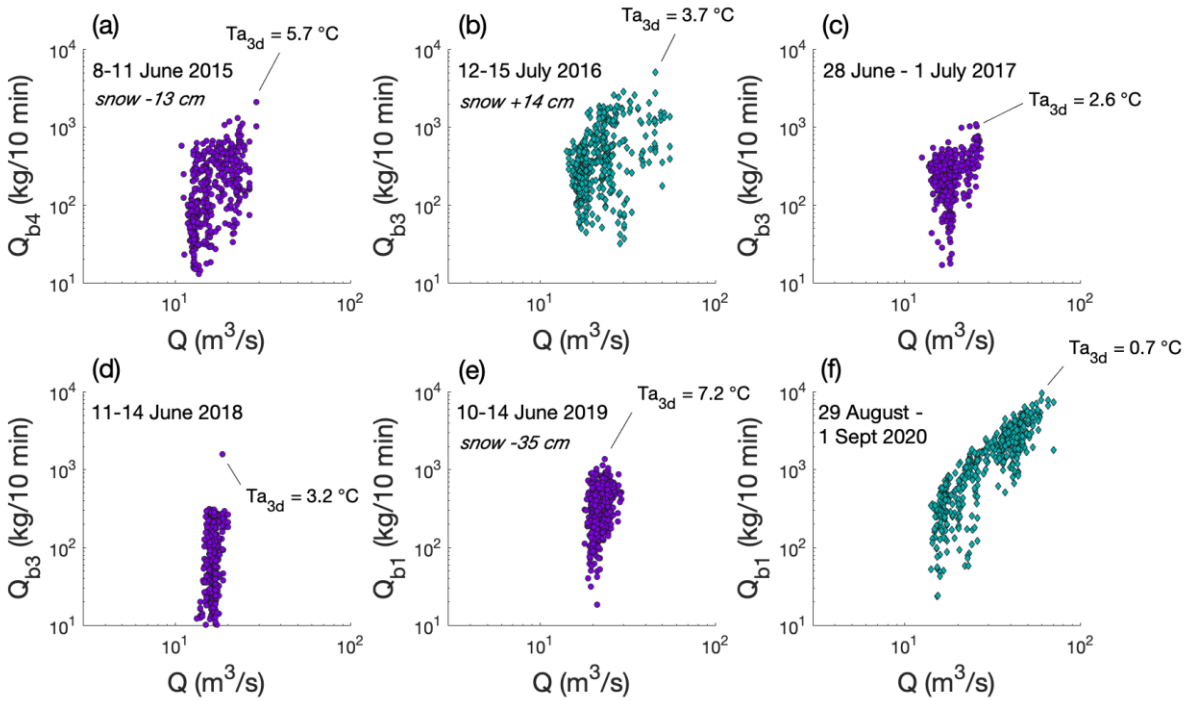 (a)
Ta3d = 5.7 °C
8-11 June 2015
snow -13 cm
10^4
10^3
10^2
10^1
Qb4 (kg/10 min)
10^1
10^2
Q (m^3/s)
(b)
Ta3d = 3.7 °C
12-15 July 2016
snow +14 cm
10^4
10^3
10^2
10^1
Qb3 (kg/10 min)
10^1
10^2
Q (m^3/s)
(c)
28 June - 1 July 2017
Ta3d = 2.6 °C
10^4
10^3
10^2
10^1
Qb3 (kg/10 min)
10^1
10^2
Q (m^3/s)
(d)
11-14 June 2018
Ta3d = 3.2 °C
10^4
10^3
10^2
10^1
Qb3 (kg/10 min)
10^1
10^2
Q (m^3/s)
(e)
Ta3d = 7.2 °C
10-14 June 2019
snow -35 cm
10^4
10^3
10^2
10^1
Qb1 (kg/10 min)
10^1
10^2
Q (m^3/s)
(f)
Ta3d = 0.7 °C
29 August -
1 Sept 2020
10^4
10^3
10^2
10^1
Qb1 (kg/10 min)
10^1
10^2
Q (m^3/s)